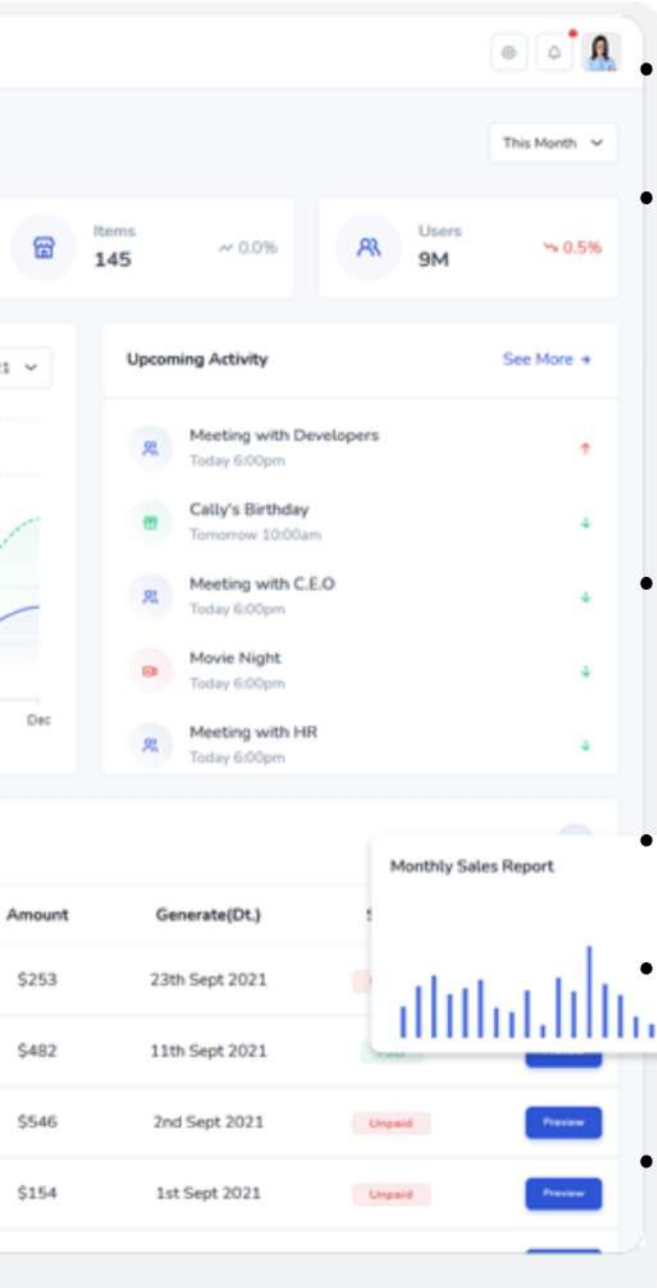 This Month
Items
145
0.0%
Users
9M
0.5%
1
Upcoming Activity
See More
Meeting with Developers
Today 6:00pm
Cally's Birthday
Tomorrow 10:00am
Meeting with C.E.O
Today 6:00pm
Movie Night
Today 6:00pm
Dec
Meeting with HR
Today 6:00pm
Monthly Sales Report
Amount Generate(Dt.) S
$253 23th Sept 2021
$482 11th Sept 2021
$546 2nd Sept 2021 Unpaid Preview
$154 1st Sept 2021 Unpaid Preview